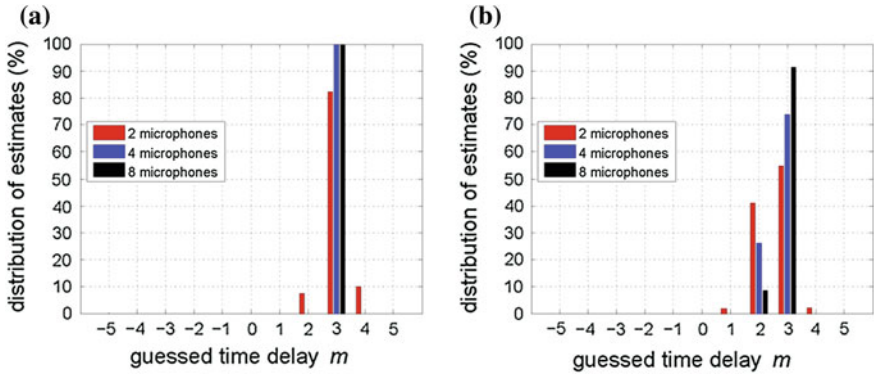 (a)
distribution of estimates (%)
100
90
80
70
60
50
40
30
20
10
0
2 microphones
4 microphones
8 microphones
−5 −4 −3 −2 −1 0 1 2 3 4 5
guessed time delay m
(b)
distribution of estimates (%)
100
90
80
70
60
50
40
30
20
10
0
2 microphones
4 microphones
8 microphones
−5 −4 −3 −2 −1 0 1 2 3 4 5
guessed time delay m